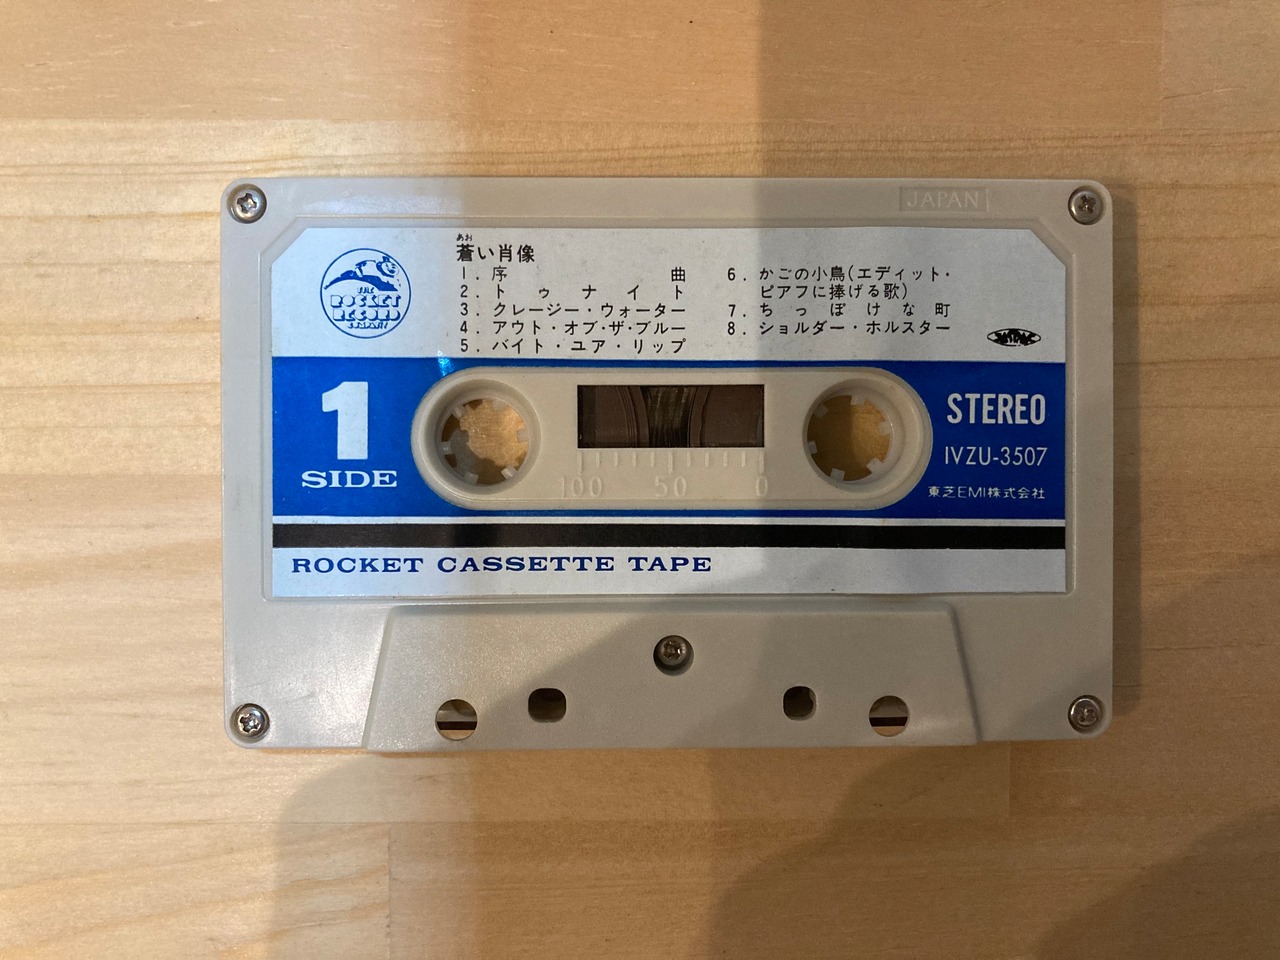 JAPAN
あお
蒼い肖像
1. 序曲
2. トゥナイト
3. クレージー・ウォーター
4. アウト・オブ・ザ・ブルー
5. バイト・ユア・リップ
6. かごの小鳥(エディット・
ピアフに捧げる歌)
7. ちっぽけな町
8. ショルダー・ホルスター
THE
ROCKET
RECORD
COMPANY
1
SIDE
100 50 0
STEREO
IVZU-3507
東芝EMI株式会社
ROCKET CASSETTE TAPE